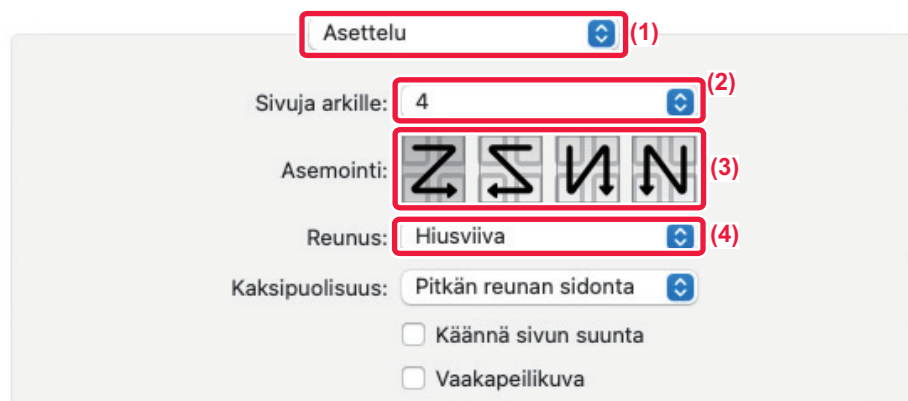 Asettelu (1)
(2)
Sivuja arkille: 4
Asemointi: (3)
Reunus: Hiusviiva (4)
Kaksipuolisuus: Pitkän reunan sidonta
Käännä sivun suunta
Vaakapeilikuva